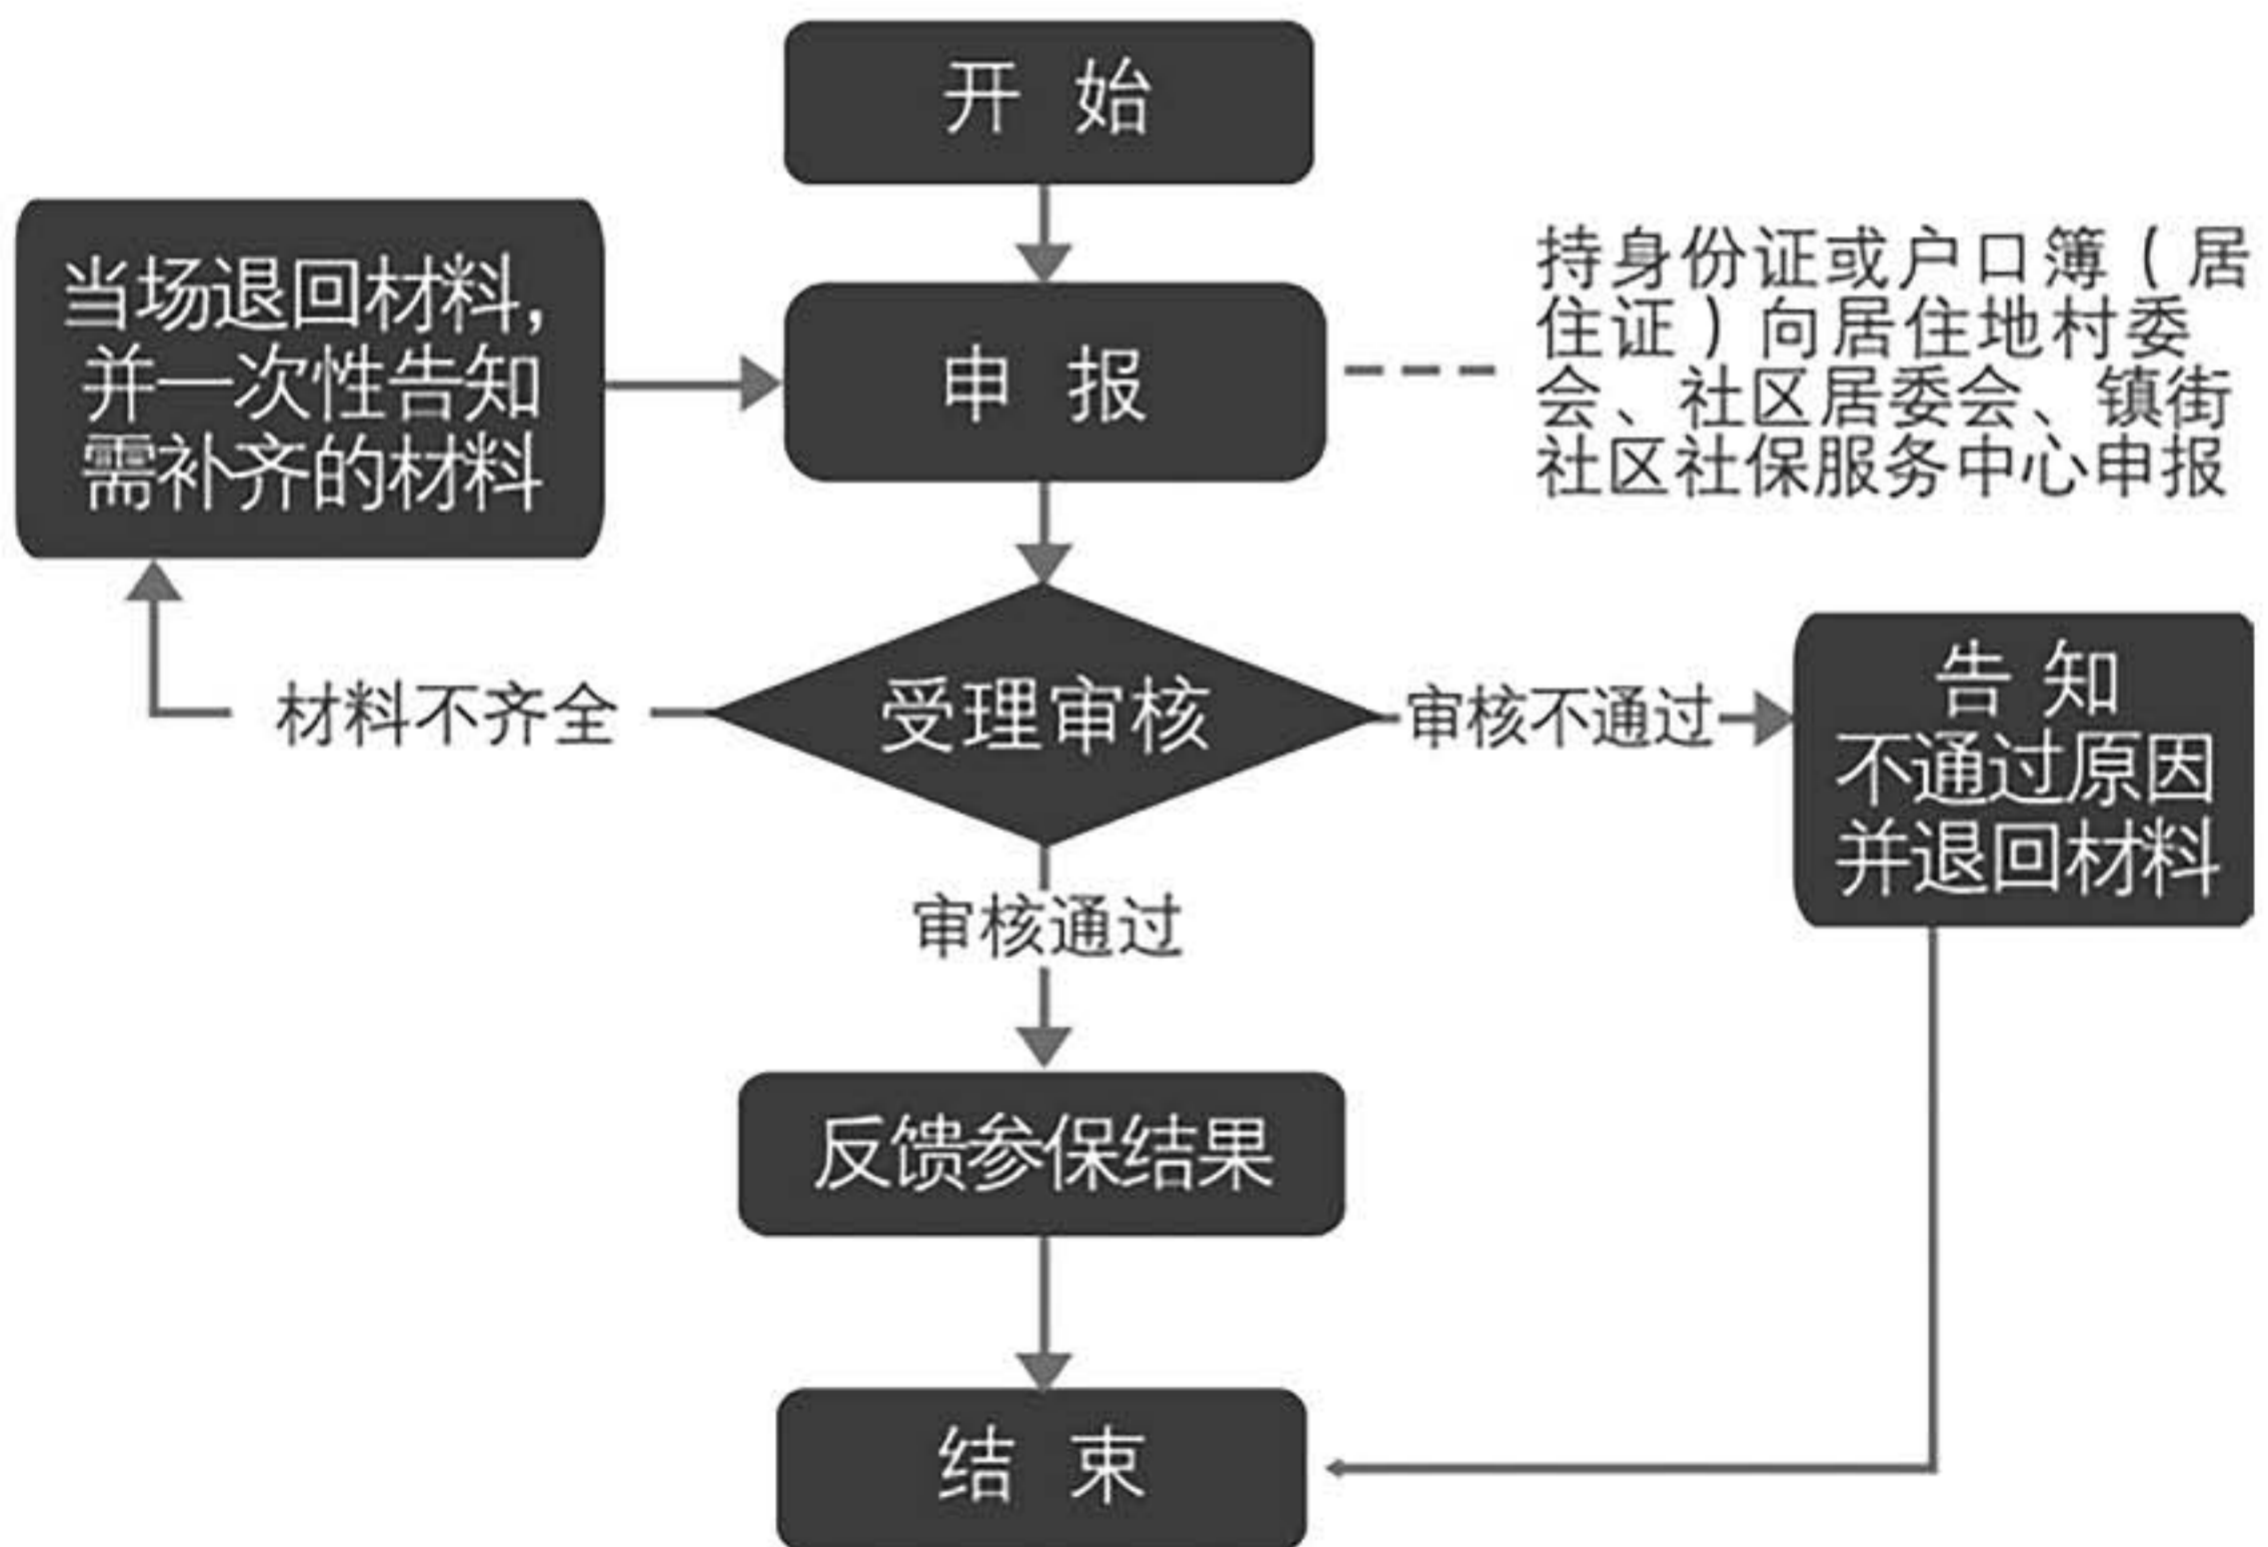 开 始
当场退回材料,
并一次性告知
需补齐的材料
申 报
持身份证或户口簿（居
住证）向居住地村委
会、社区居委会、镇街
社区社保服务中心申报
材料不齐全
受理审核
审核不通过
告 知
不通过原因
并退回材料
审核通过
反馈参保结果
结 束